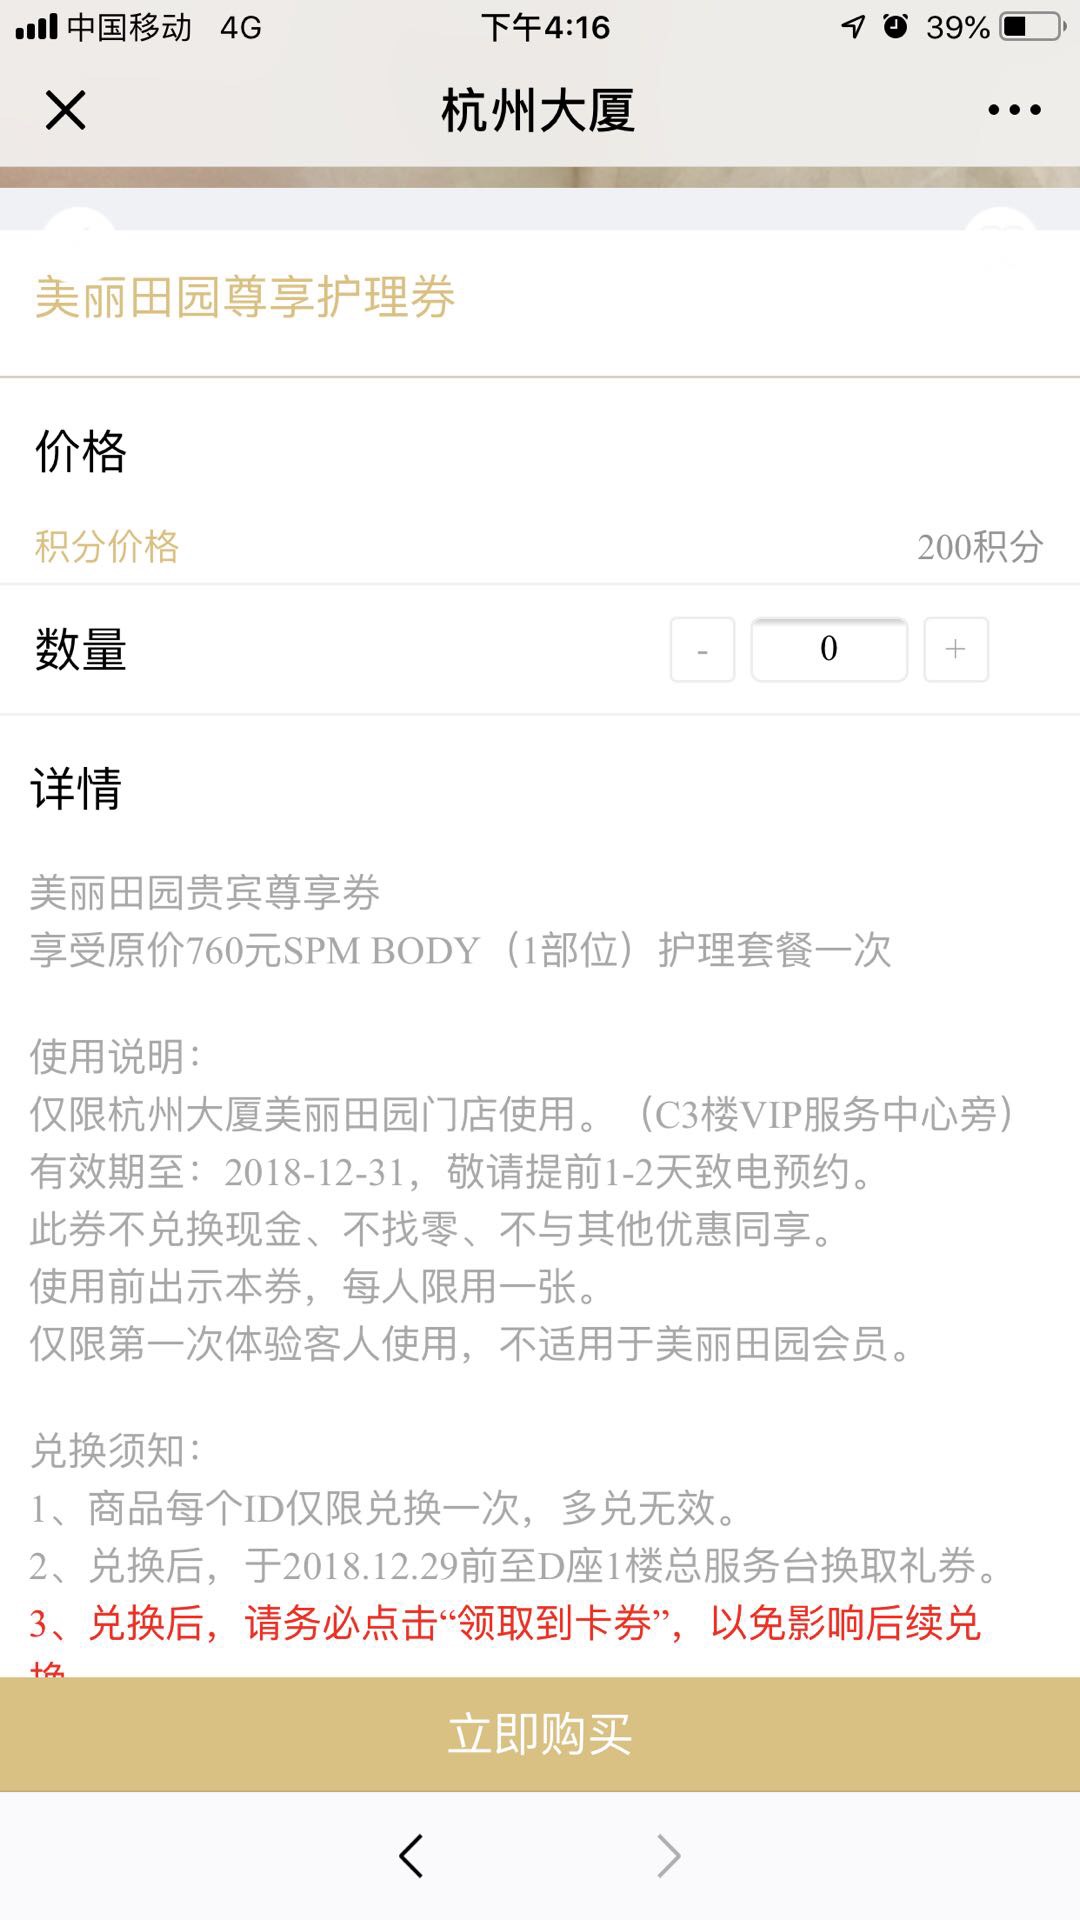 中国移动 4G 下午4:16 39%
杭州大厦
美丽田园尊享护理券
价格
积分价格 200积分
数量 - 0 +
详情
美丽田园贵宾尊享券
享受原价760元SPM BODY（1部位）护理套餐一次
使用说明：
仅限杭州大厦美丽田园门店使用。（C3楼VIP服务中心旁）
有效期至：2018-12-31，敬请提前1-2天致电预约。
此券不兑换现金、不找零、不与其他优惠同享。
使用前出示本券，每人限用一张。
仅限第一次体验客人使用，不适用于美丽田园会员。
兑换须知：
1、商品每个ID仅限兑换一次，多兑无效。
2、兑换后，于2018.12.29前至D座1楼总服务台换取礼券。
3、兑换后，请务必点击“领取到卡券”，以免影响后续兑
换
立即购买